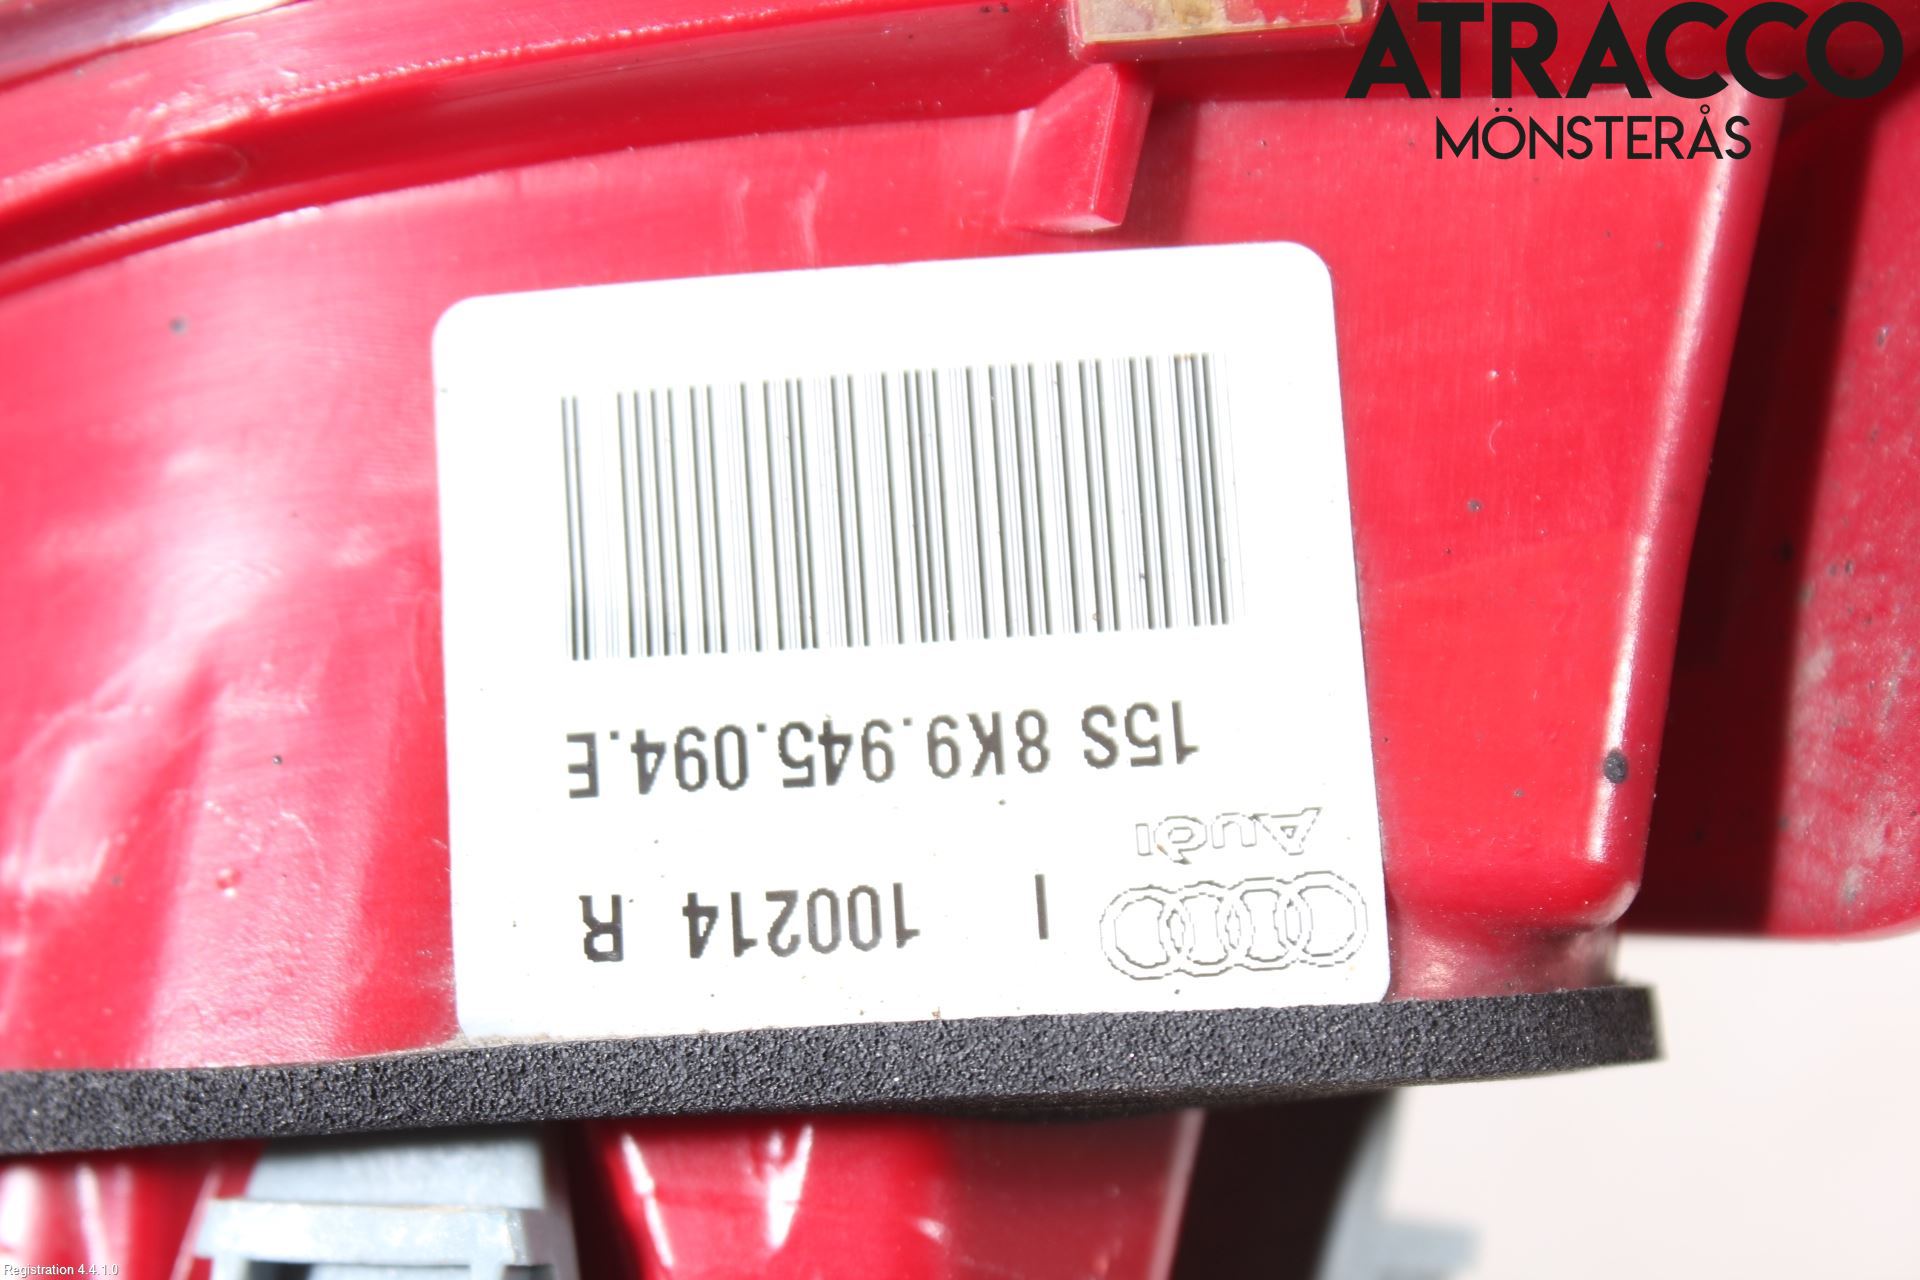 ATRACCO
MÖNSTERÅS
Audi
I 100214 R
15S 8K9.945.094.E
Registration 4.4.1.0